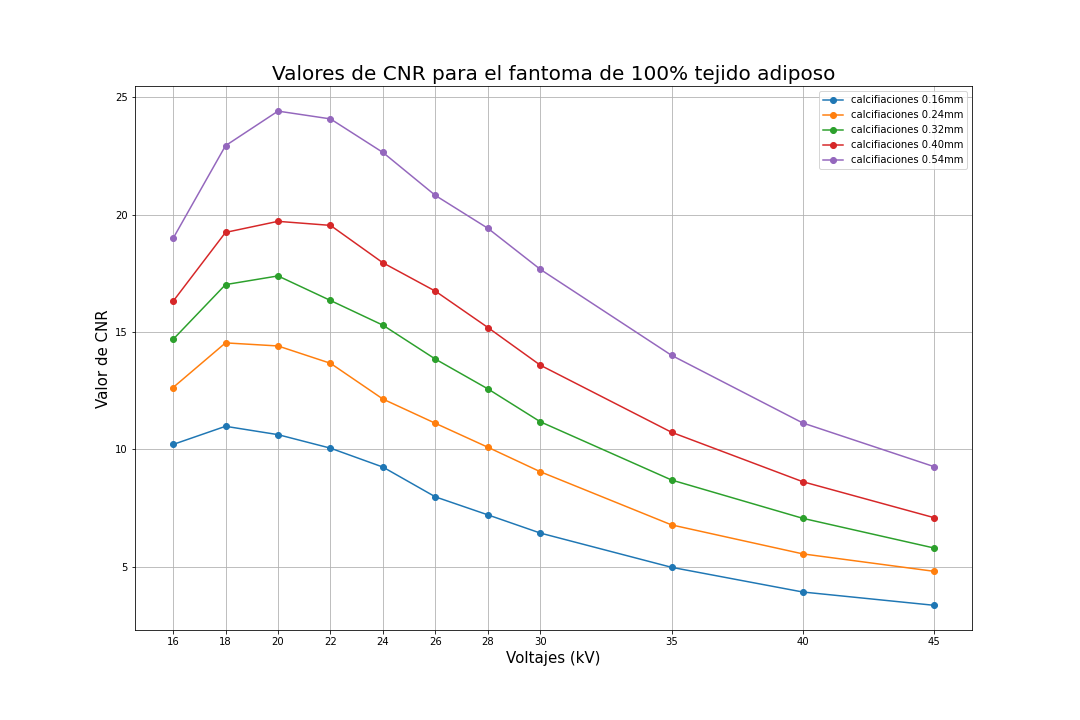 Valores de CNR para el fantoma de 100% tejido adiposo
calcifiaciones 0.16mm
calcifiaciones 0.24mm
calcifiaciones 0.32mm
calcifiaciones 0.40mm
calcifiaciones 0.54mm
Valor de CNR
25
20
15
10
5
16 18 20 22 24 26 28 30 35 40 45
Voltajes (kV)